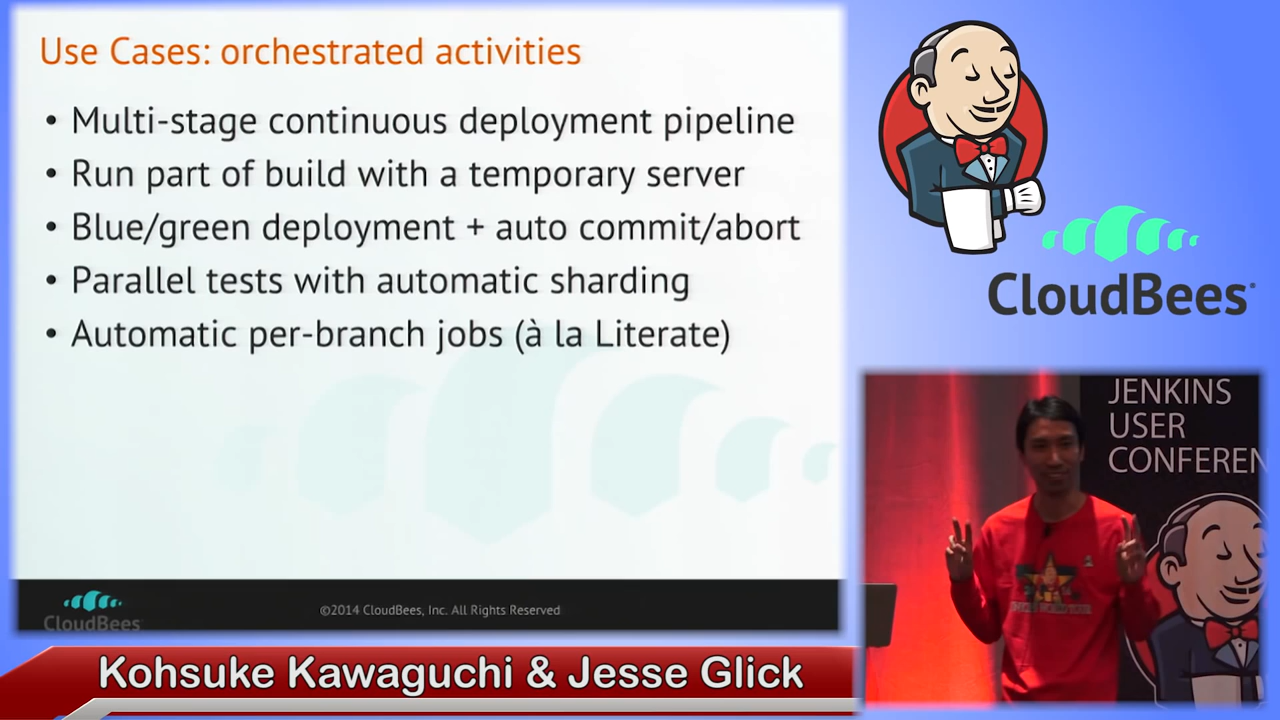 Use Cases: orchestrated activities
• Multi-stage continuous deployment pipeline
• Run part of build with a temporary server
• Blue/green deployment + auto commit/abort
• Parallel tests with automatic sharding
• Automatic per-branch jobs (à la Literate)
CloudBees
©2014 CloudBees, Inc. All Rights Reserved
Kohsuke Kawaguchi & Jesse Glick
CloudBees
JENKINS
USER
CONFEREN